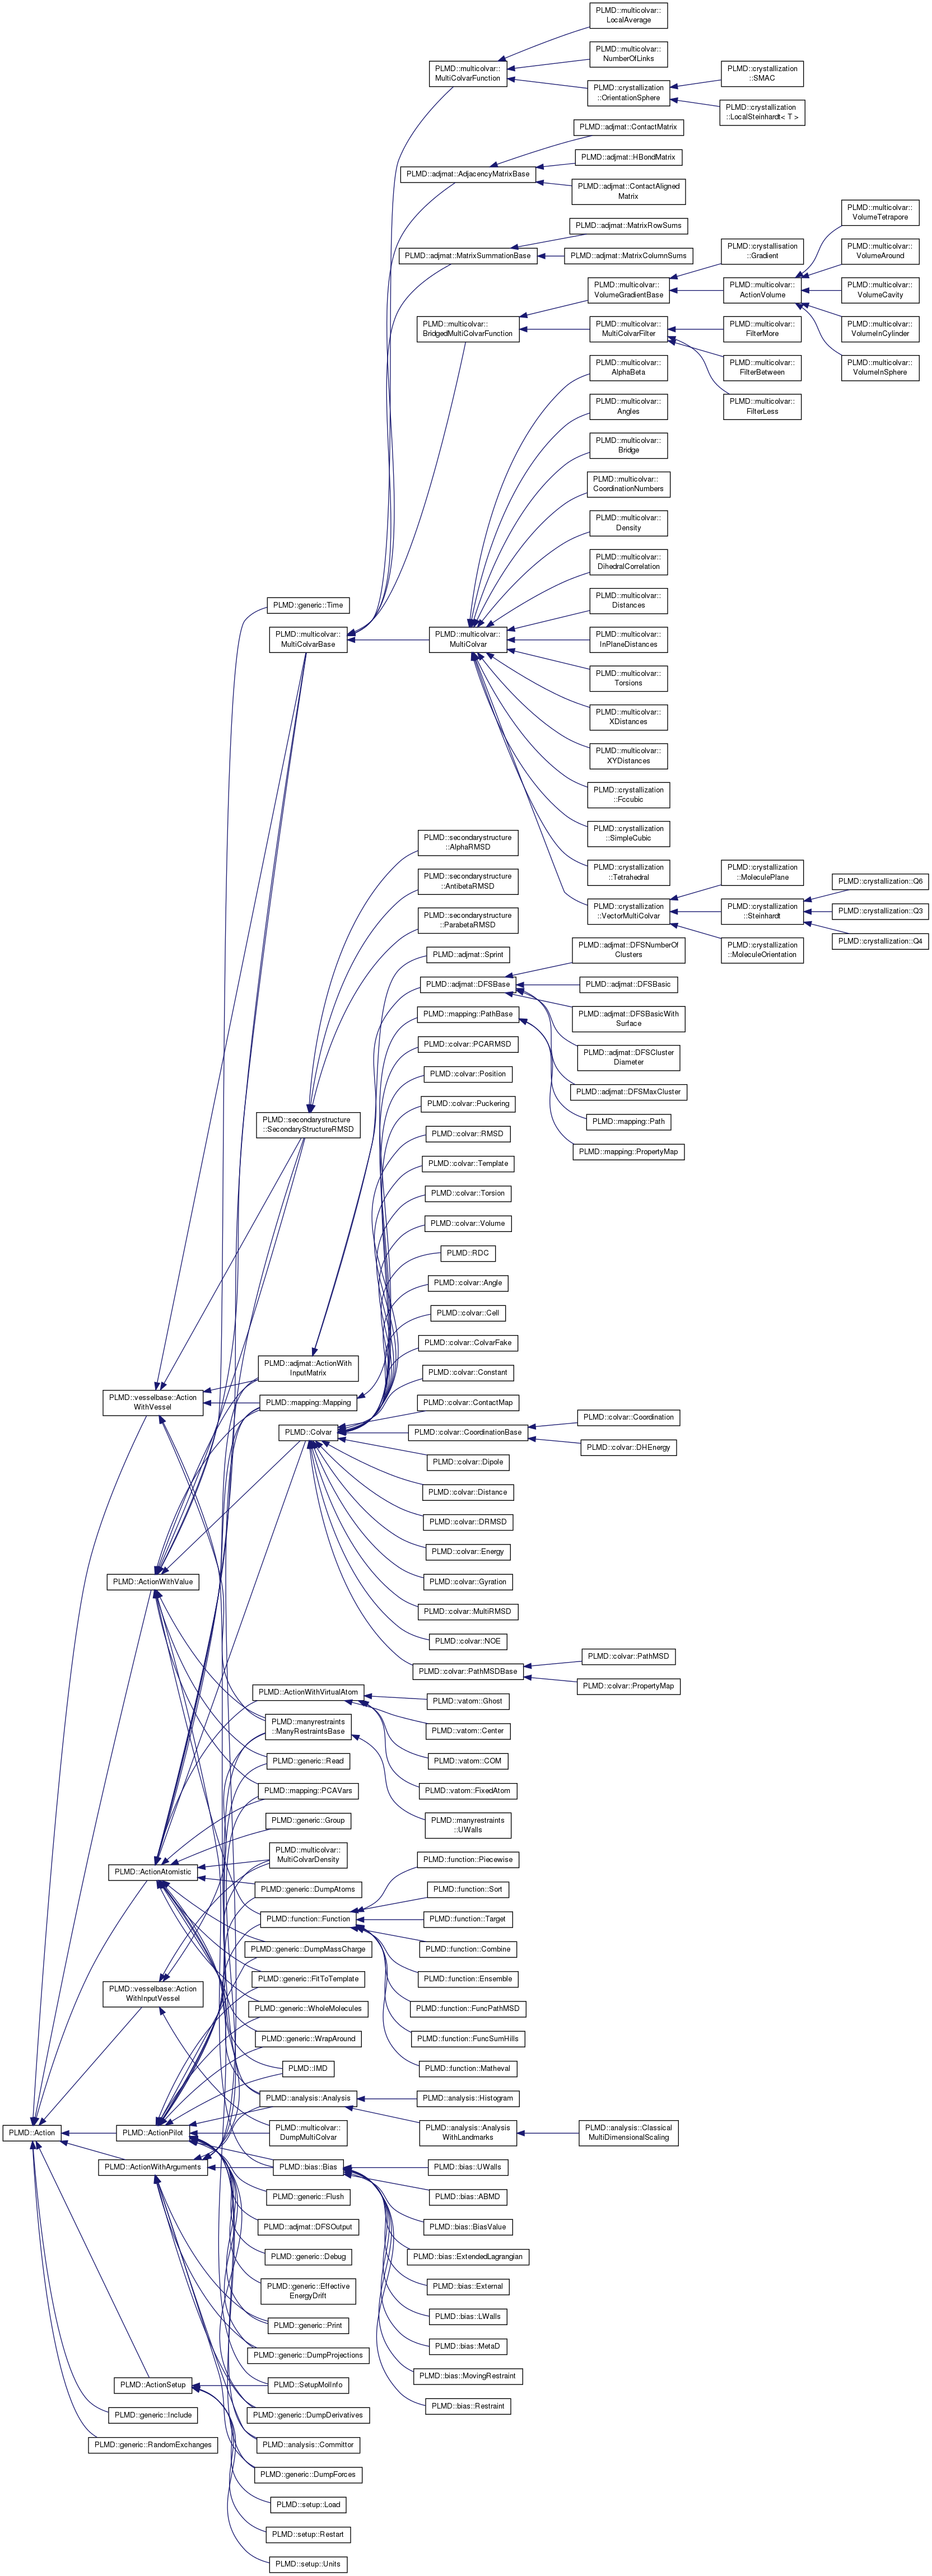 PLMD::multicolvar::
LocalAverage
PLMD::multicolvar::
NumberOfLinks
PLMD::multicolvar::
MultiColvarFunction
PLMD::crystallization
::OrientationSphere
PLMD::crystallization
::SMAC
PLMD::crystallization
::LocalSteinhardt< T >
PLMD::adjmat::ContactMatrix
PLMD::adjmat::HBondMatrix
PLMD::adjmat::AdjacencyMatrixBase
PLMD::adjmat::ContactAligned
Matrix
PLMD::adjmat::MatrixRowSums
PLMD::adjmat::MatrixSummationBase
PLMD::adjmat::MatrixColumnSums
PLMD::multicolvar::
VolumeTetrapore
PLMD::crystallisation
::Gradient
PLMD::multicolvar::
VolumeAround
PLMD::multicolvar::
VolumeGradientBase
PLMD::multicolvar::
ActionVolume
PLMD::multicolvar::
VolumeCavity
PLMD::multicolvar::
BridgedMultiColvarFunction
PLMD::multicolvar::
MultiColvarFilter
PLMD::multicolvar::
FilterMore
PLMD::multicolvar::
VolumeInCylinder
PLMD::multicolvar::
AlphaBeta
PLMD::multicolvar::
FilterBetween
PLMD::multicolvar::
VolumeInSphere
PLMD::multicolvar::
Angles
PLMD::multicolvar::
FilterLess
PLMD::multicolvar::
Bridge
PLMD::multicolvar::
CoordinationNumbers
PLMD::multicolvar::
Density
PLMD::multicolvar::
DihedralCorrelation
PLMD::generic::Time
PLMD::multicolvar::
Distances
PLMD::multicolvar::
MultiColvarBase
PLMD::multicolvar::
MultiColvar
PLMD::multicolvar::
InPlaneDistances
PLMD::multicolvar::
Torsions
PLMD::multicolvar::
XDistances
PLMD::multicolvar::
XYDistances
PLMD::crystallization
::Fccubic
PLMD::crystallization
::SimpleCubic
PLMD::secondarystructure
::AlphaRMSD
PLMD::crystallization
::Tetrahedral
PLMD::crystallization
::MoleculePlane
PLMD::secondarystructure
::AntibetaRMSD
PLMD::crystallization::Q6
PLMD::crystallization
::VectorMultiColvar
PLMD::crystallization
::Steinhardt
PLMD::crystallization::Q3
PLMD::secondarystructure
::ParabetaRMSD
PLMD::crystallization
::MoleculeOrientation
PLMD::crystallization::Q4
PLMD::adjmat::Sprint
PLMD::adjmat::DFSNumberOf
Clusters
PLMD::adjmat::DFSBase
PLMD::adjmat::DFSBasic
PLMD::mapping::PathBase
PLMD::adjmat::DFSBasicWith
Surface
PLMD::colvar::PCARMSD
PLMD::adjmat::DFSCluster
Diameter
PLMD::colvar::Position
PLMD::adjmat::DFSMaxCluster
PLMD::colvar::Puckering
PLMD::mapping::Path
PLMD::secondarystructure
::SecondaryStructureRMSD
PLMD::colvar::RMSD
PLMD::mapping::PropertyMap
PLMD::colvar::Template
PLMD::colvar::Torsion
PLMD::colvar::Volume
PLMD::RDC
PLMD::colvar::Angle
PLMD::colvar::Cell
PLMD::colvar::ColvarFake
PLMD::adjmat::ActionWith
InputMatrix
PLMD::colvar::Constant
PLMD::vesselbase::Action
WithVessel
PLMD::mapping::Mapping
PLMD::colvar::ContactMap
PLMD::Colvar
PLMD::colvar::CoordinationBase
PLMD::colvar::Coordination
PLMD::colvar::DHEnergy
PLMD::colvar::Dipole
PLMD::colvar::Distance
PLMD::colvar::DRMSD
PLMD::colvar::Energy
PLMD::ActionWithValue
PLMD::colvar::Gyration
PLMD::colvar::MultiRMSD
PLMD::colvar::NOE
PLMD::colvar::PathMSDBase
PLMD::colvar::PathMSD
PLMD::colvar::PropertyMap
PLMD::ActionWithVirtualAtom
PLMD::vatom::Ghost
PLMD::manyrestraints
::ManyRestraintsBase
PLMD::vatom::Center
PLMD::generic::Read
PLMD::vatom::COM
PLMD::mapping::PCAVars
PLMD::vatom::FixedAtom
PLMD::generic::Group
PLMD::manyrestraints
::UWalls
PLMD::multicolvar::
MultiColvarDensity
PLMD::function::Piecewise
PLMD::ActionAtomistic
PLMD::generic::DumpAtoms
PLMD::function::Sort
PLMD::function::Function
PLMD::function::Target
PLMD::generic::DumpMassCharge
PLMD::function::Combine
PLMD::generic::FitToTemplate
PLMD::function::Ensemble
PLMD::vesselbase::Action
WithInputVessel
PLMD::generic::WholeMolecules
PLMD::function::FuncPathMSD
PLMD::generic::WrapAround
PLMD::function::FuncSumHills
PLMD::IMD
PLMD::function::Matheval
PLMD::analysis::Analysis
PLMD::analysis::Histogram
PLMD::Action
PLMD::ActionPilot
PLMD::multicolvar::
DumpMultiColvar
PLMD::analysis::Analysis
WithLandmarks
PLMD::analysis::Classical
MultiDimensionalScaling
PLMD::ActionWithArguments
PLMD::bias::Bias
PLMD::bias::UWalls
PLMD::generic::Flush
PLMD::bias::ABMD
PLMD::adjmat::DFSOutput
PLMD::bias::BiasValue
PLMD::generic::Debug
PLMD::bias::ExtendedLagrangian
PLMD::generic::Effective
EnergyDrift
PLMD::bias::External
PLMD::generic::Print
PLMD::bias::LWalls
PLMD::generic::DumpProjections
PLMD::bias::MetaD
PLMD::ActionSetup
PLMD::SetupMolInfo
PLMD::bias::MovingRestraint
PLMD::generic::Include
PLMD::generic::DumpDerivatives
PLMD::bias::Restraint
PLMD::generic::RandomExchanges
PLMD::analysis::Committor
PLMD::generic::DumpForces
PLMD::setup::Load
PLMD::setup::Restart
PLMD::setup::Units